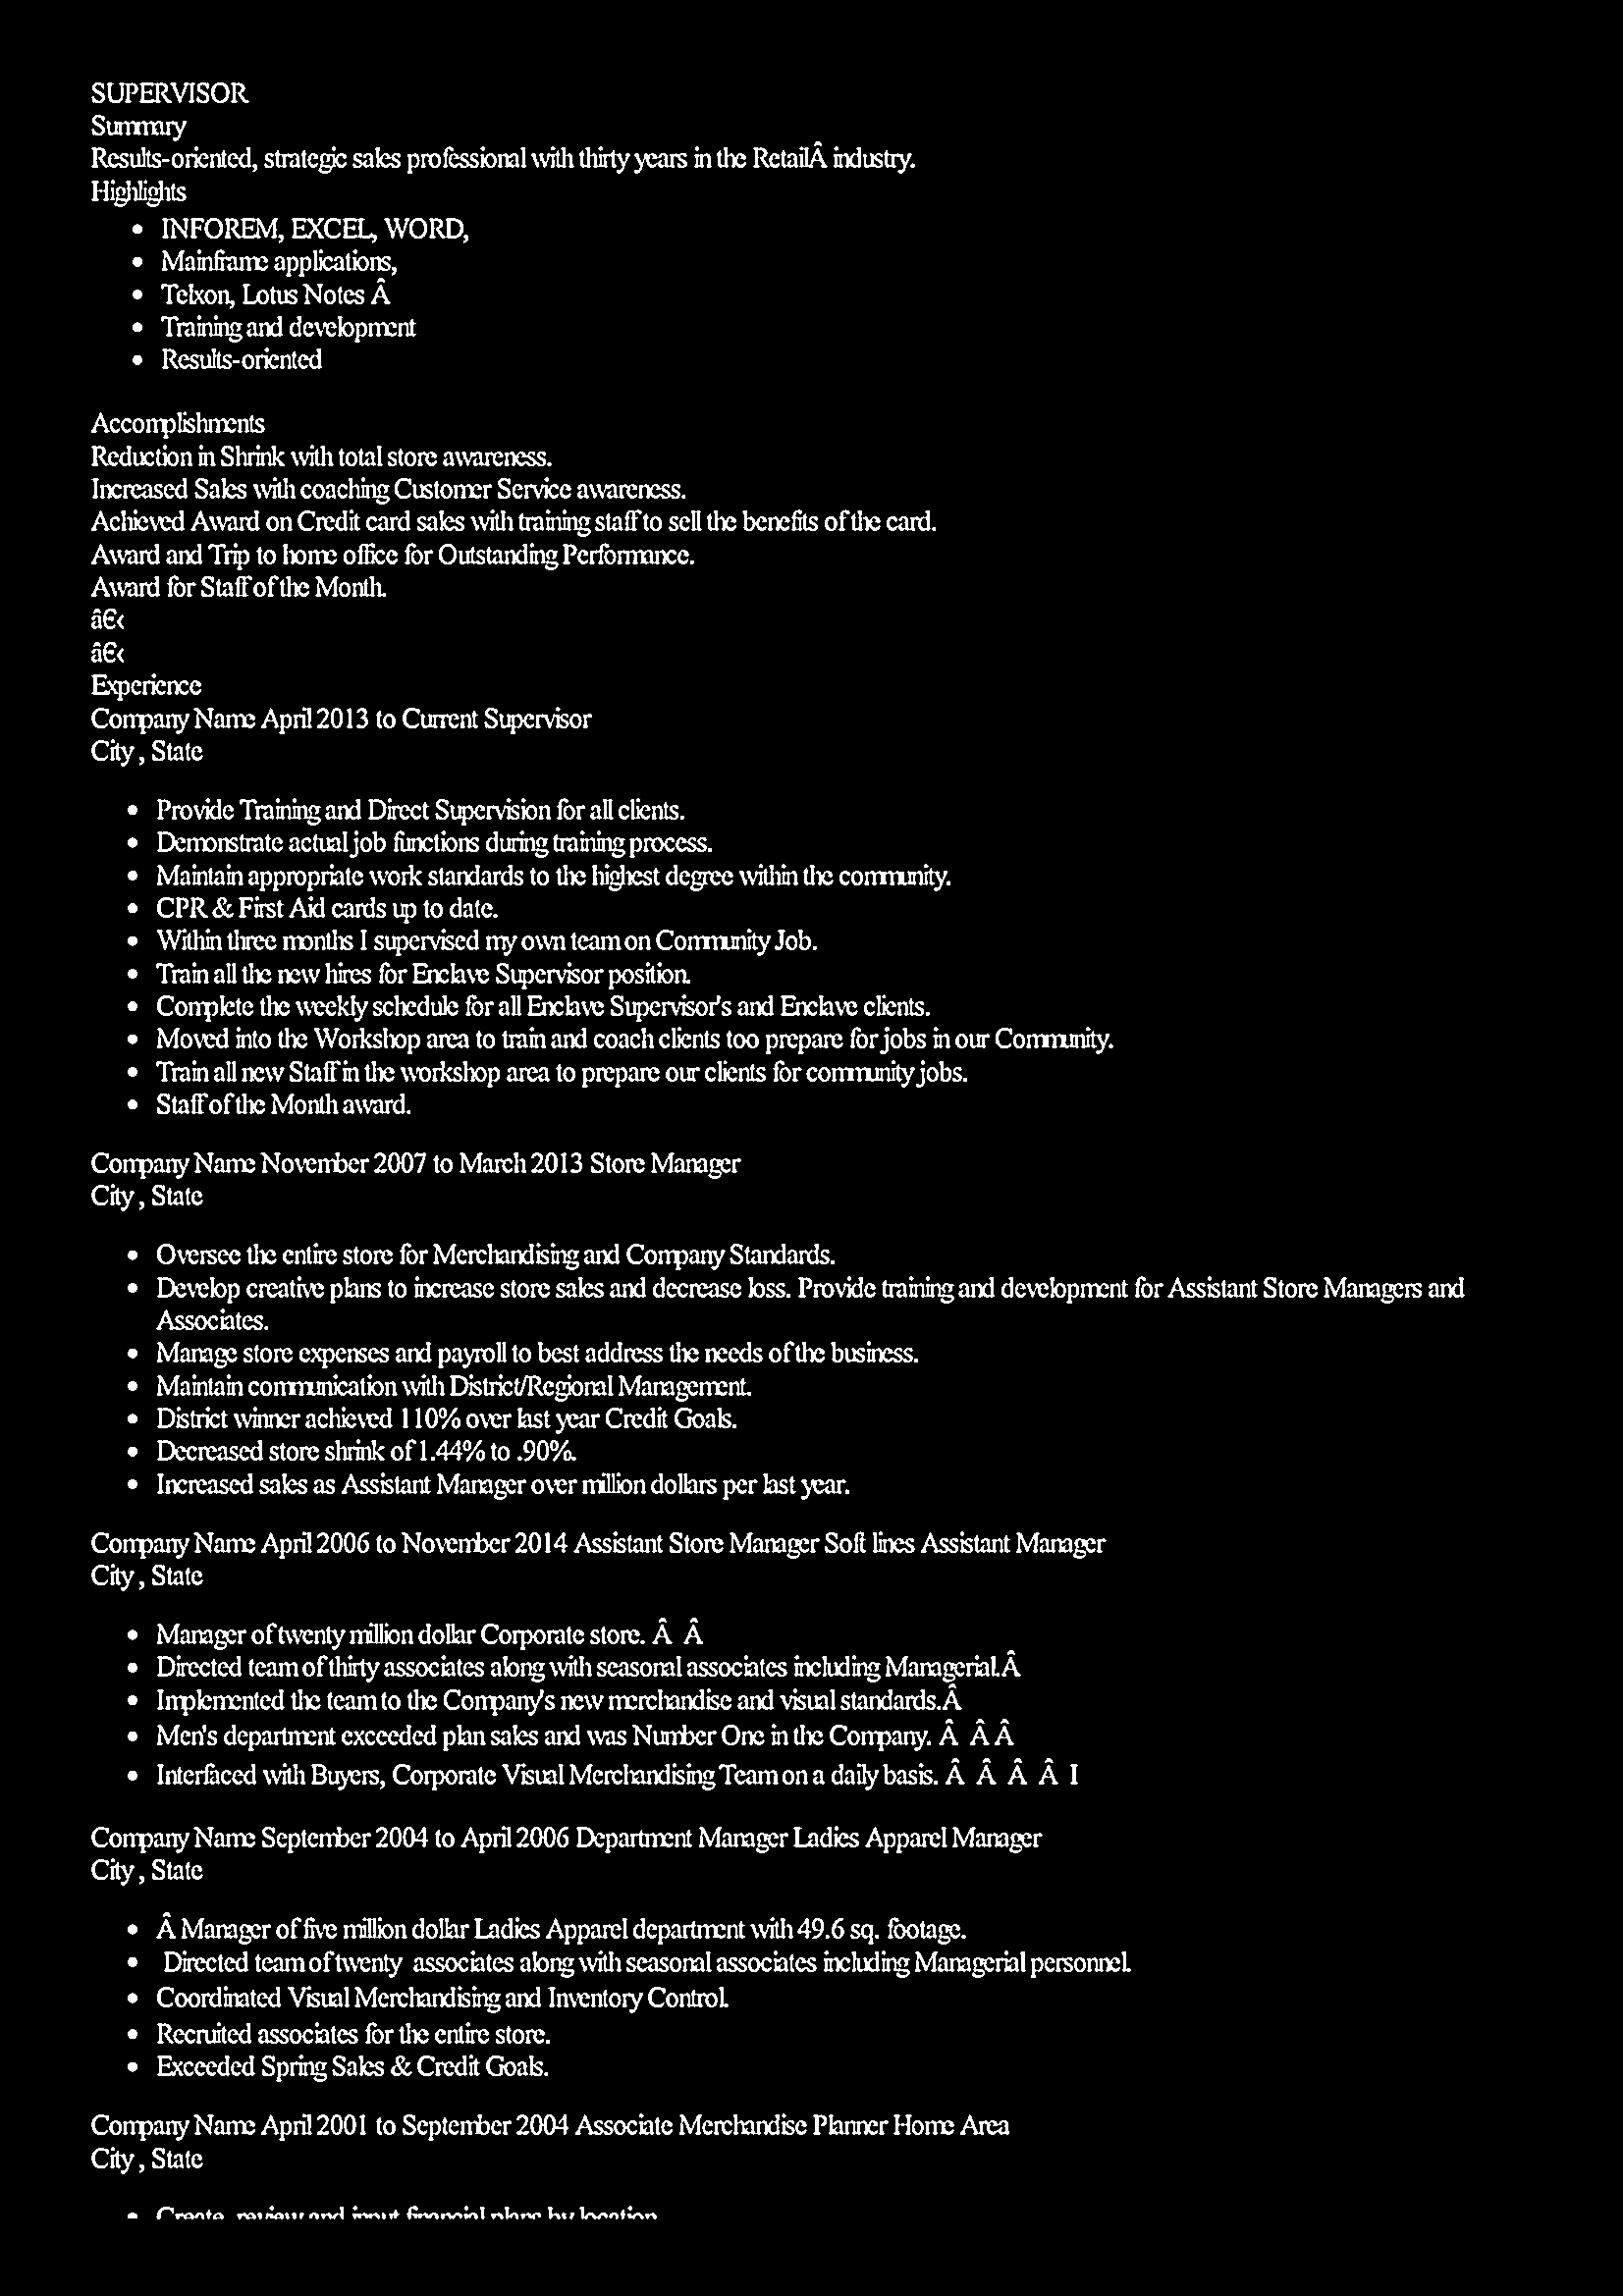 SUPERVISOR
Summary
Results-oriented, strategic sales professional with thirty years in the RetailÂ industry.
Highlights
• INFOREM, EXCEL, WORD,
• Mainframe applications,
• Telxon, Lotus Notes Â
• Training and development
• Results-oriented
Accomplishments
Reduction in Shrink with total store awareness.
Increased Sales with coaching Customer Service awareness.
Achieved Award on Credit card sales with training staff to sell the benefits of the card.
Award and Trip to home office for Outstanding Performance.
Award for Staff of the Month.
â€‹
â€‹
Experience
Company Name April 2013 to Current Supervisor
City , State
• Provide Training and Direct Supervision for all clients.
• Demonstrate actual job functions during training process.
• Maintain appropriate work standards to the highest degree within the community.
• CPR & First Aid cards up to date.
• Within three months I supervised my own team on Community Job.
• Train all the new hires for Enclave Supervisor position.
• Complete the weekly schedule for all Enclave Supervisor's and Enclave clients.
• Moved into the Workshop area to train and coach clients too prepare for jobs in our Community.
• Train all new Staff in the workshop area to prepare our clients for community jobs.
• Staff of the Month award.
Company Name November 2007 to March 2013 Store Manager
City , State
• Oversee the entire store for Merchandising and Company Standards.
• Develop creative plans to increase store sales and decrease loss. Provide training and development for Assistant Store Managers and
Associates.
• Manage store expenses and payroll to best address the needs of the business.
• Maintain communication with District/Regional Management.
• District winner achieved 110% over last year Credit Goals.
• Decreased store shrink of 1.44% to .90%.
• Increased sales as Assistant Manager over million dollars per last year.
Company Name April 2006 to November 2014 Assistant Store Manager Soft lines Assistant Manager
City , State
• Manager of twenty million dollar Corporate store. Â Â
• Directed team of thirty associates along with seasonal associates including Managerial.Â
• Implemented the team to the Company's new merchandise and visual standards.Â
• Men's department exceeded plan sales and was Number One in the Company. Â Â Â
• Interfaced with Buyers, Corporate Visual Merchandising Team on a daily basis. Â Â Â Â I
Company Name September 2004 to April 2006 Department Manager Ladies Apparel Manager
City , State
• Â Manager of five million dollar Ladies Apparel department with 49.6 sq. footage.
• Directed team of twenty associates along with seasonal associates including Managerial personnel.
• Coordinated Visual Merchandising and Inventory Control.
• Recruited associates for the entire store.
• Exceeded Spring Sales & Credit Goals.
Company Name April 2001 to September 2004 Associate Merchandise Planner Home Area
City , State
• Create, review and input financial plans by location